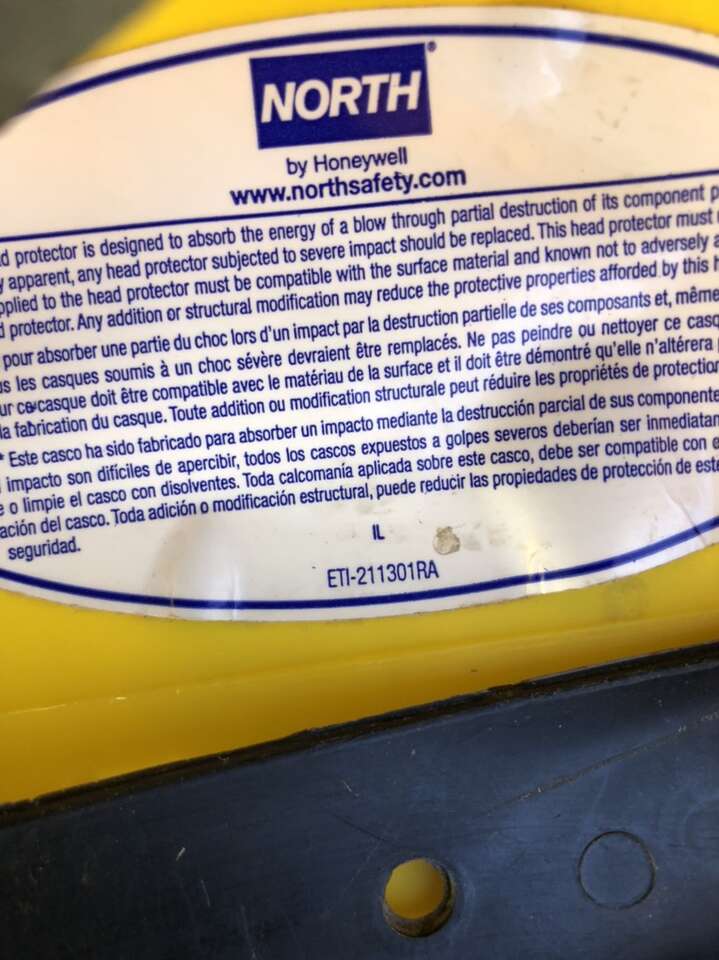 NORTH®
by Honeywell
www.northsafety.com
d protector is designed to absorb the energy of a blow through partial destruction of its component p
y apparent, any head protector subjected to severe impact should be replaced. This head protector must
pplied to the head protector must be compatible with the surface material and known not to adversely a
d protector. Any addition or structural modification may reduce the protective properties afforded by this h
pour absorber une partie du choc lors d'un impact par la destruction partielle de ses composants et, même
us les casques soumis à un choc sévère devraient être remplacés. Ne pas peindre ou nettoyer ce casq
ur ce casque doit être compatible avec le matériau de la surface et il doit être démontré qu'elle n'altérera
la fabrication du casque. Toute addition ou modification structurale peut réduire les propriétés de protection
* Este casco ha sido fabricado para absorber un impacto mediante la destrucción parcial de sus componente
l impacto son difíciles de apercibir, todos los cascos expuestos a golpes severos deberían ser inmediatan
e o limpie el casco con disolventes. Toda calcomanía aplicada sobre este casco, debe ser compatible con e
ación del casco. Toda adición o modificación estructural, puede reducir las propiedades de protección de este
seguridad.
IL
ETI-211301RA